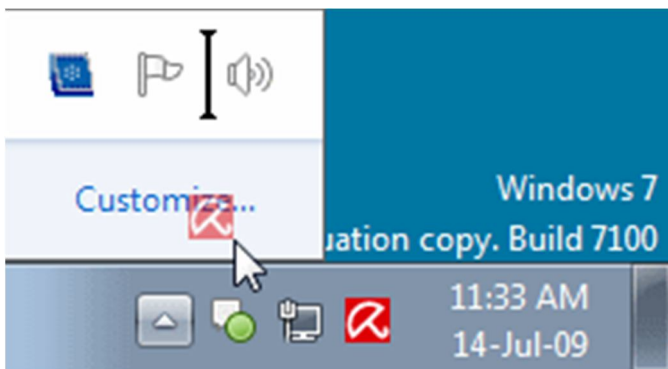 Customize...
Windows 7
uation copy. Build 7100
11:33 AM
14-Jul-09